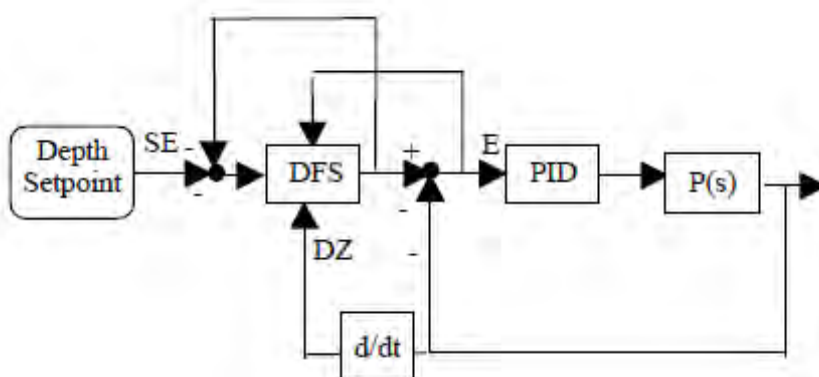 Depth
Setpoint
SE
-
-
DFS
+
-
-
E
PID
P(s)
DZ
d/dt